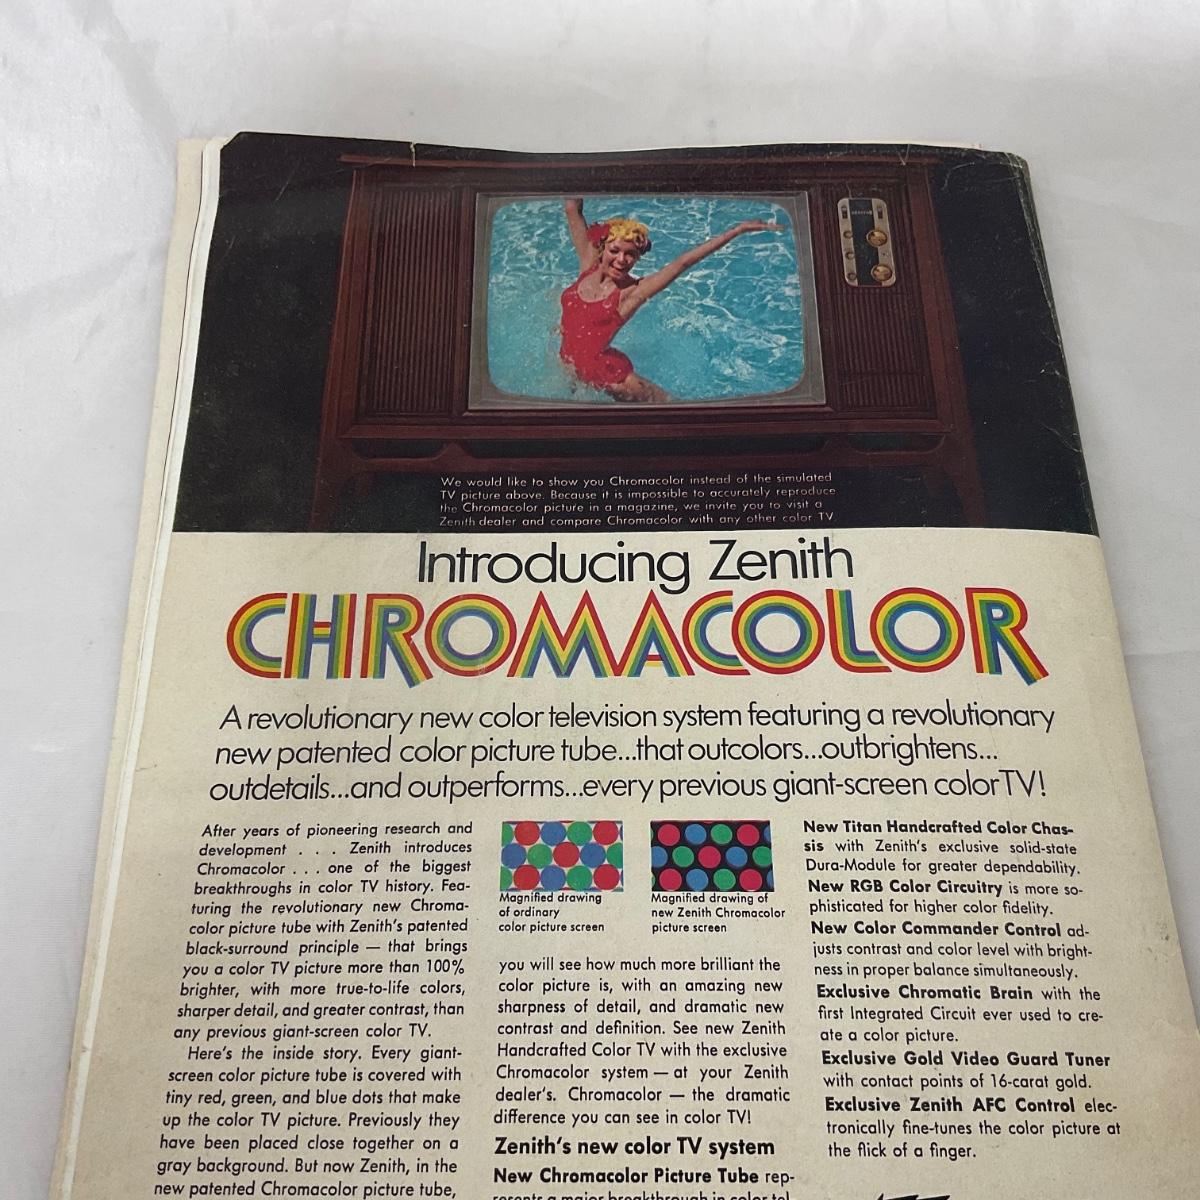 ZENITH
We would like to show you Chromacolor instead of the simulated
TV picture above. Because it is impossible to accurately reproduce
the Chromacolor picture in a magazine, we invite you to visit a
Zenith dealer and compare Chromacolor with any other color TV
Introducing Zenith
CHROMACOLOR
A revolutionary new color television system featuring a revolutionary
new patented color picture tube...that outcolors...outbrightens...
outdetails...and outperforms...every previous giant-screen color TV!
After years of pioneering research and
development . . . Zenith introduces
Chromacolor . . . one of the biggest
breakthroughs in color TV history. Fea-
turing the revolutionary new Chroma-
color picture tube with Zenith's patented
black-surround principle — that brings
you a color TV picture more than 100%
brighter, with more true-to-life colors,
sharper detail, and greater contrast, than
any previous giant-screen color TV.
Here's the inside story. Every giant-
screen color picture tube is covered with
tiny red, green, and blue dots that make
up the color TV picture. Previously they
have been placed close together on a
gray background. But now Zenith, in the
new patented Chromacolor picture tube,
Magnified drawing
of ordinary
color picture screen
Magnified drawing of
new Zenith Chromacolor
picture screen
you will see how much more brilliant the
color picture is, with an amazing new
sharpness of detail, and dramatic new
contrast and definition. See new Zenith
Handcrafted Color TV with the exclusive
Chromacolor system — at your Zenith
dealer's. Chromacolor — the dramatic
difference you can see in color TV!
Zenith's new color TV system
New Chromacolor Picture Tube rep-
resents a major breakthrough in color tel
New Titan Handcrafted Color Chas-
sis with Zenith's exclusive solid-state
Dura-Module for greater dependability.
New RGB Color Circuitry is more so-
phisticated for higher color fidelity.
New Color Commander Control ad-
justs contrast and color level with bright-
ness in proper balance simultaneously.
Exclusive Chromatic Brain with the
first Integrated Circuit ever used to cre-
ate a color picture.
Exclusive Gold Video Guard Tuner
with contact points of 16-carat gold.
Exclusive Zenith AFC Control elec-
tronically fine-tunes the color picture at
the flick of a finger.